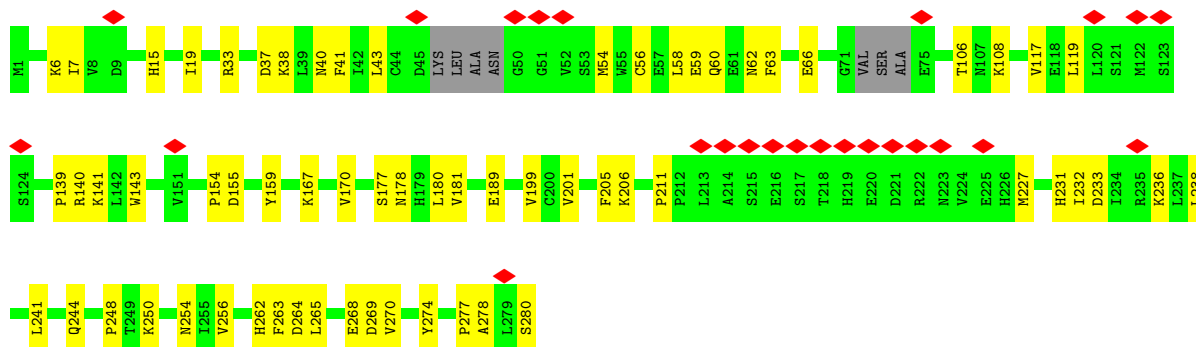 M1 K6 I7 V8 D9 H15 I19 R33 D37 K38 L39 N40 F41 I42 L43 C44 D45 LYS LEU ALA ASN G50 G51 V52 S53 M54 W55 C56 E57 L58 E59 Q60 E61 N62 F63 E66 G71 VAL SER ALA E75 T106 N107 K108 V117 E118 L119 L120 S121 M122 S123
S124 P139 R140 K141 L142 W143 V151 P154 D155 Y159 K167 V170 S177 N178 H179 L180 V181 E189 V199 C200 V201 F205 K206 P211 P212 L213 A214 S215 E216 S217 T218 H219 E220 D221 R222 N223 V224 E225 H226 M227 H231 I232 D233 I234 R235 K236 L237 L238
L241 Q244 P248 T249 K250 N254 I255 V256 H262 F263 D264 L265 E268 D269 V270 Y274 P277 A278 L279 S280